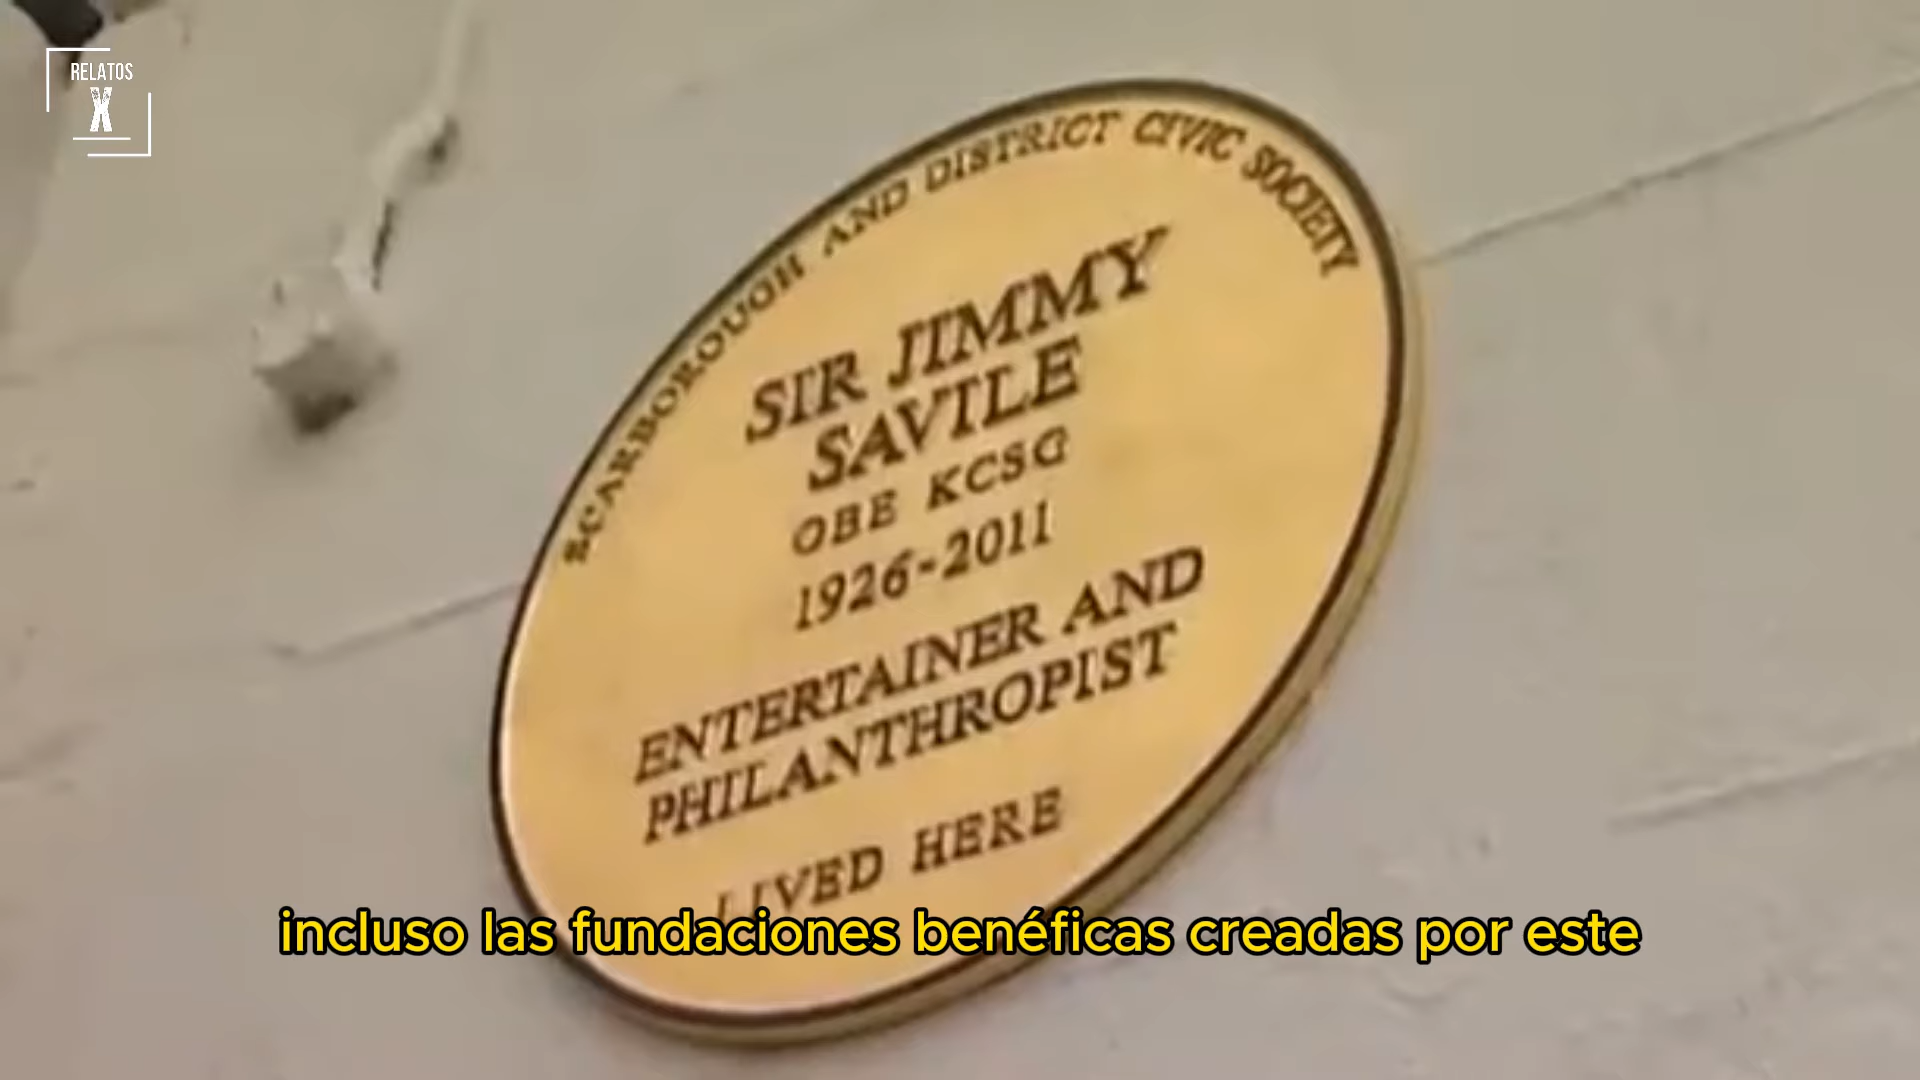 RELATOS
X
SCARBOROUGH AND DISTRICT CIVIC SOCIETY
SIR JIMMY
SAVILE
OBE KCSG
1926-2011
ENTERTAINER AND
PHILANTHROPIST
LIVED HERE
incluso las fundaciones benéficas creadas por este